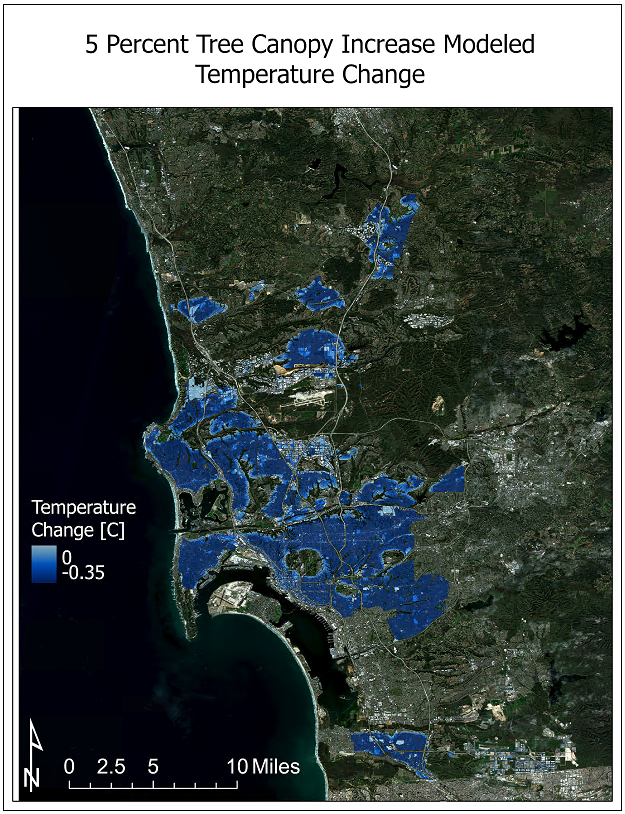 5 Percent Tree Canopy Increase Modeled
Temperature Change
Temperature
Change [C]
0
-0.35
N
0 2.5 5 10 Miles